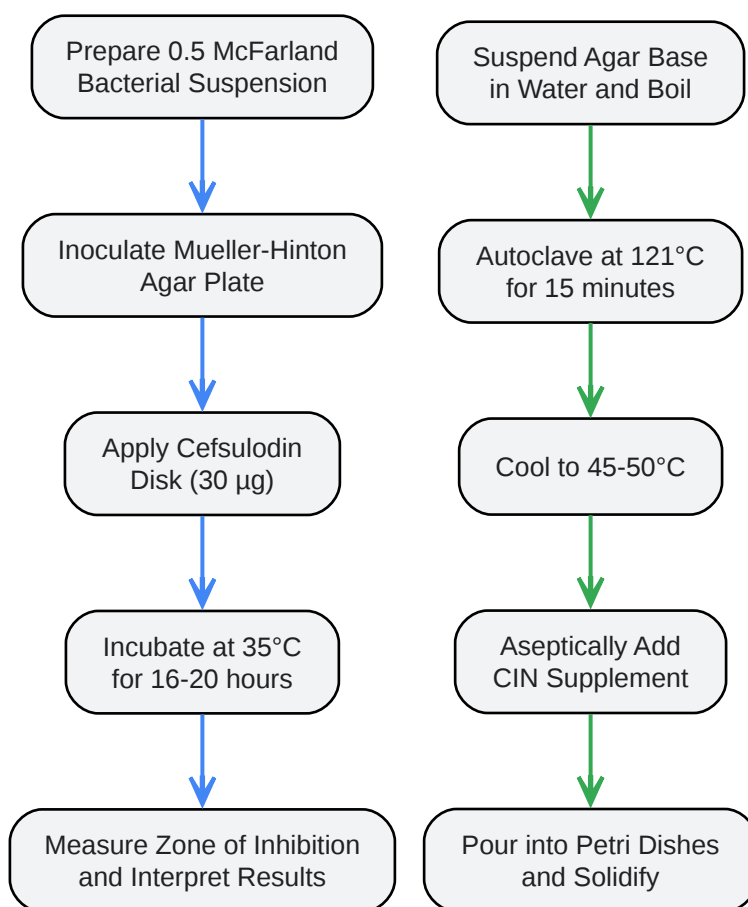 Prepare 0.5 McFarland
Bacterial Suspension
Inoculate Mueller-Hinton
Agar Plate
Apply Cefsulodin
Disk (30 µg)
Incubate at 35°C
for 16-20 hours
Measure Zone of Inhibition
and Interpret Results
Suspend Agar Base
in Water and Boil
Autoclave at 121°C
for 15 minutes
Cool to 45-50°C
Aseptically Add
CIN Supplement
Pour into Petri Dishes
and Solidify